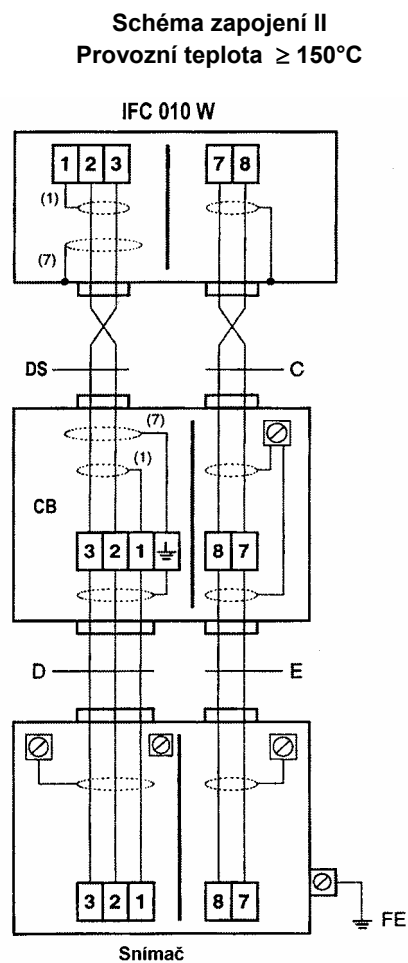 Schéma zapojení II
Provozní teplota ≥ 150°C
IFC 010 W
1 2 3 7 8
(1)
(7)
DS C
(7)
(1)
CB
3 2 1 8 7
D E
3 2 1 8 7
FE
Snímač